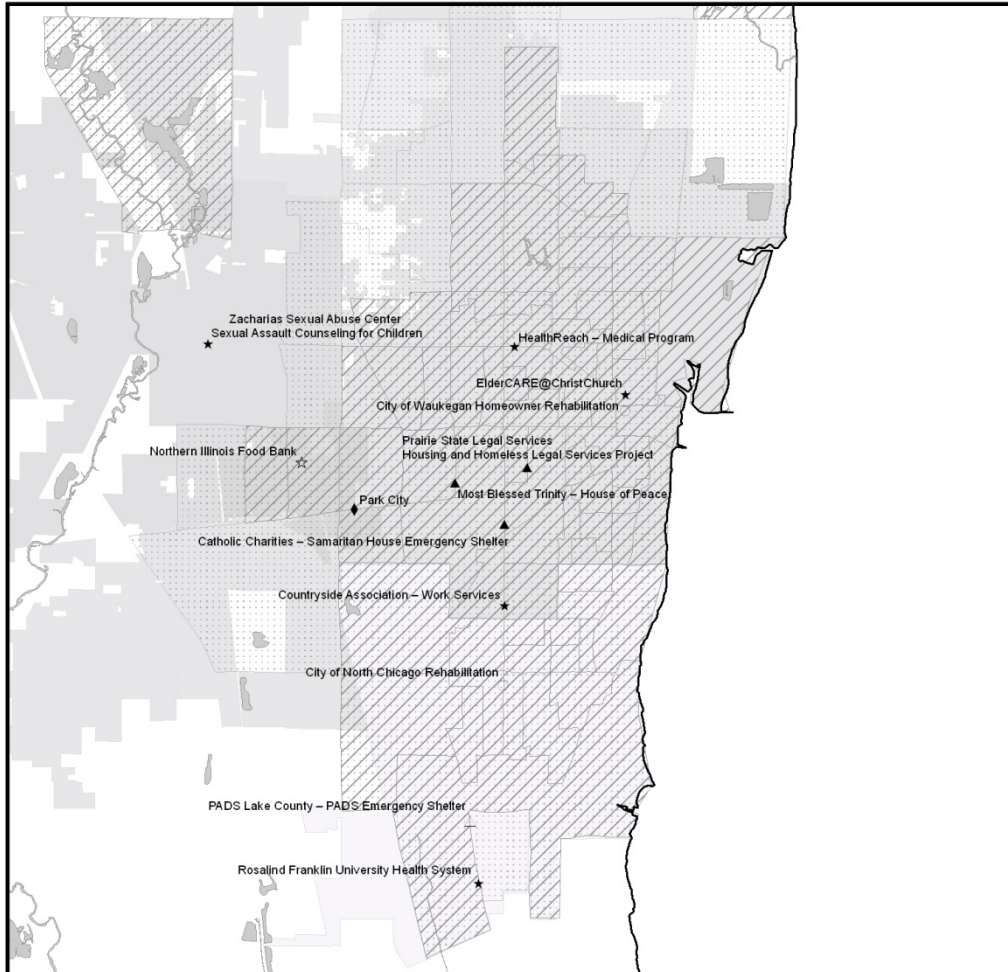 Zacharias Sexual Abuse Center
Sexual Assault Counseling for Children
HealthReach – Medical Program
ElderCARE@ChristChurch
City of Waukegan Homeowner Rehabilitation
Prairie State Legal Services
Housing and Homeless Legal Services Project
Northern Illinois Food Bank
Most Blessed Trinity – House of Peace
Park City
Catholic Charities – Samaritan House Emergency Shelter
Countryside Association – Work Services
City of North Chicago Rehabilitation
PADS Lake County – PADS Emergency Shelter
Rosalind Franklin University Health System